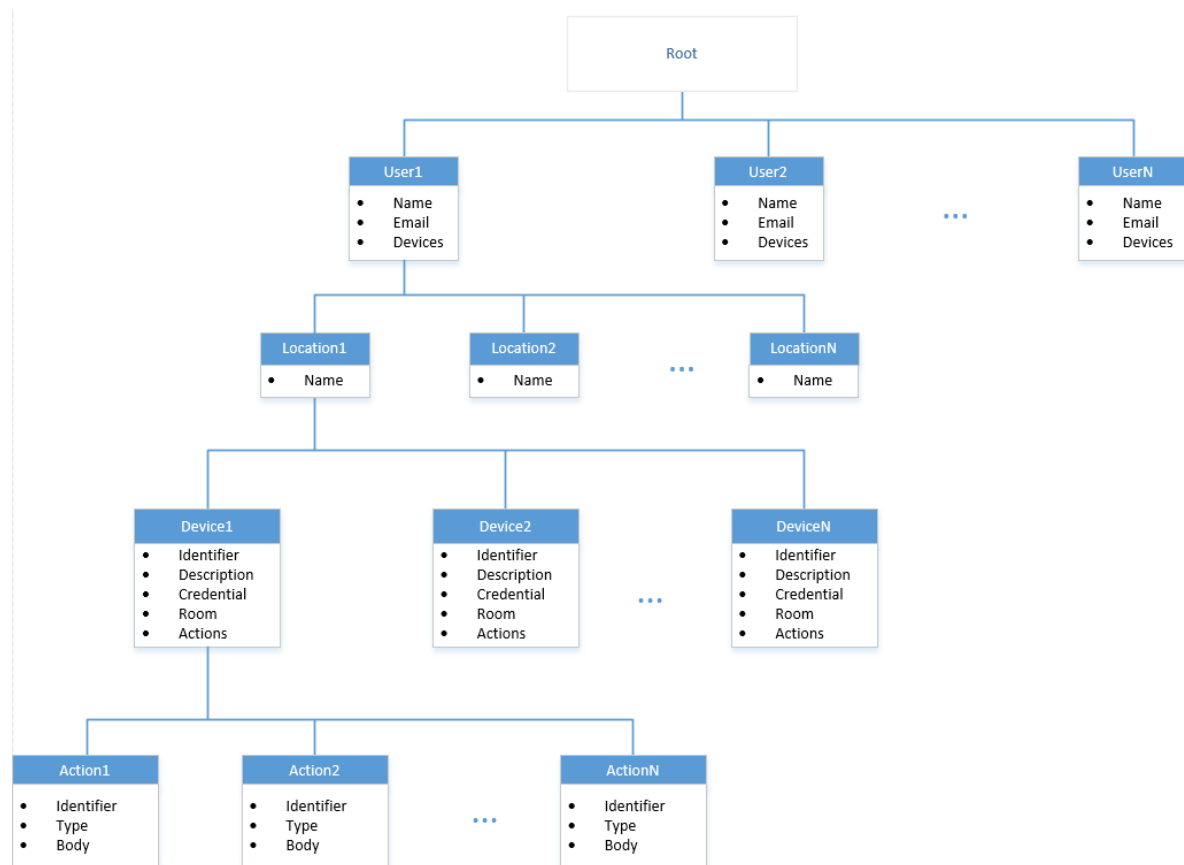 Root
User1
• Name
• Email
• Devices
User2
• Name
• Email
• Devices
...
UserN
• Name
• Email
• Devices
Location1
• Name
Location2
• Name
...
LocationN
• Name
Device1
• Identifier
• Description
• Credential
• Room
• Actions
Device2
• Identifier
• Description
• Credential
• Room
• Actions
...
DeviceN
• Identifier
• Description
• Credential
• Room
• Actions
Action1
• Identifier
• Type
• Body
Action2
• Identifier
• Type
• Body
...
ActionN
• Identifier
• Type
• Body